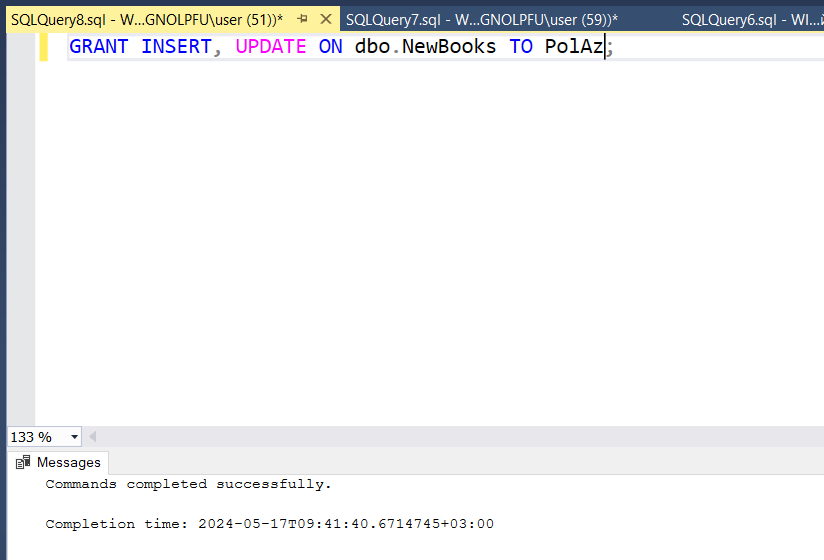 SQLQuery8.sql - W...GNOLPFU\user (51))* SQLQuery7.sql - W...GNOLPFU\user (59))* SQLQuery6.sql - WI...
GRANT INSERT, UPDATE ON dbo.NewBooks TO PolAz;
133 %
Messages
Commands completed successfully.
Completion time: 2024-05-17T09:41:40.6714745+03:00